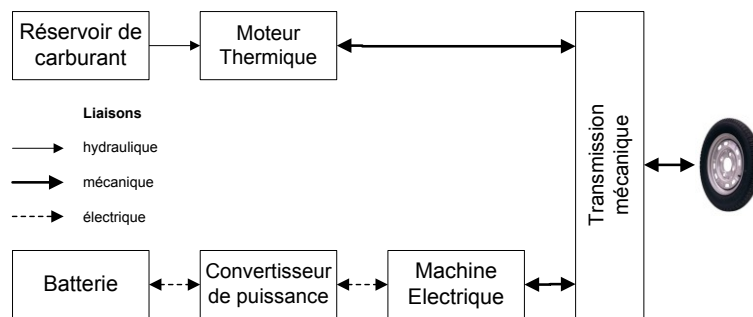 Réservoir de
carburant
Moteur
Thermique
Liaisons
hydraulique
mécanique
électrique
Batterie
Convertisseur
de puissance
Machine
Electrique
Transmission
mécanique